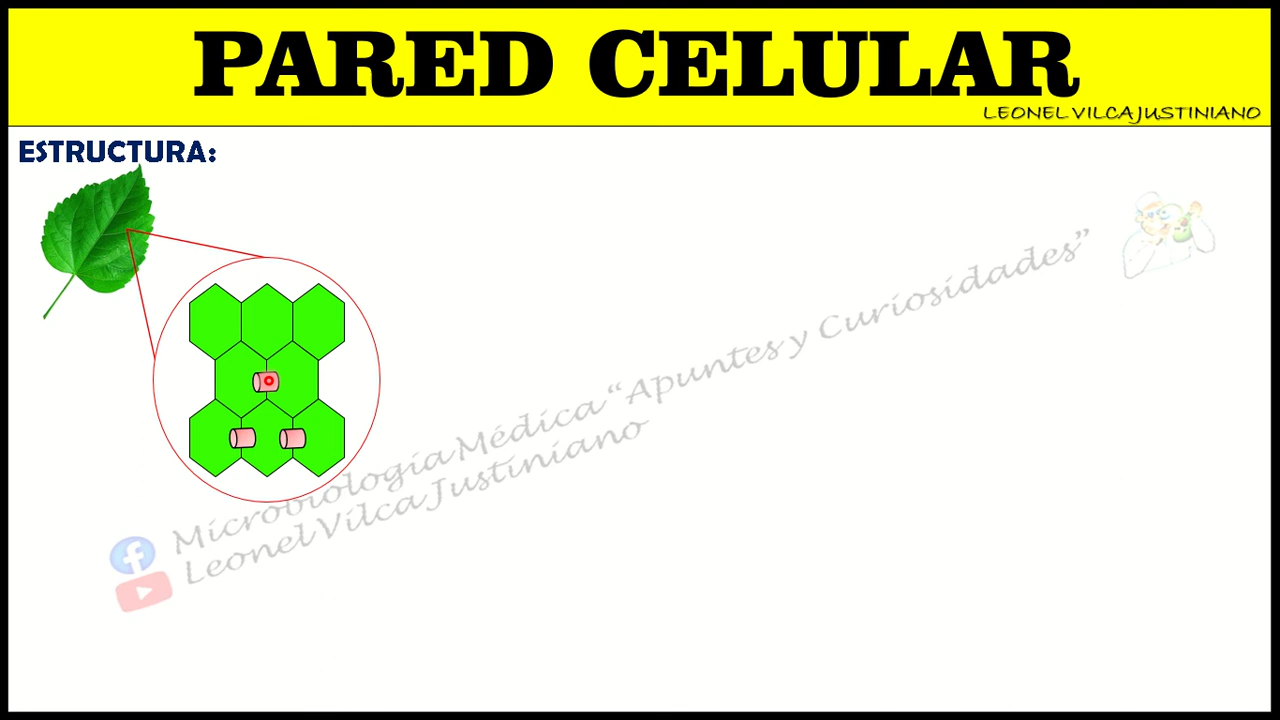 PARED CELULAR
LEONEL VILCA JUSTINIANO
ESTRUCTURA:
Microbiología Médica “Apuntes y Curiosidades”
Leonel Vilca Justiniano